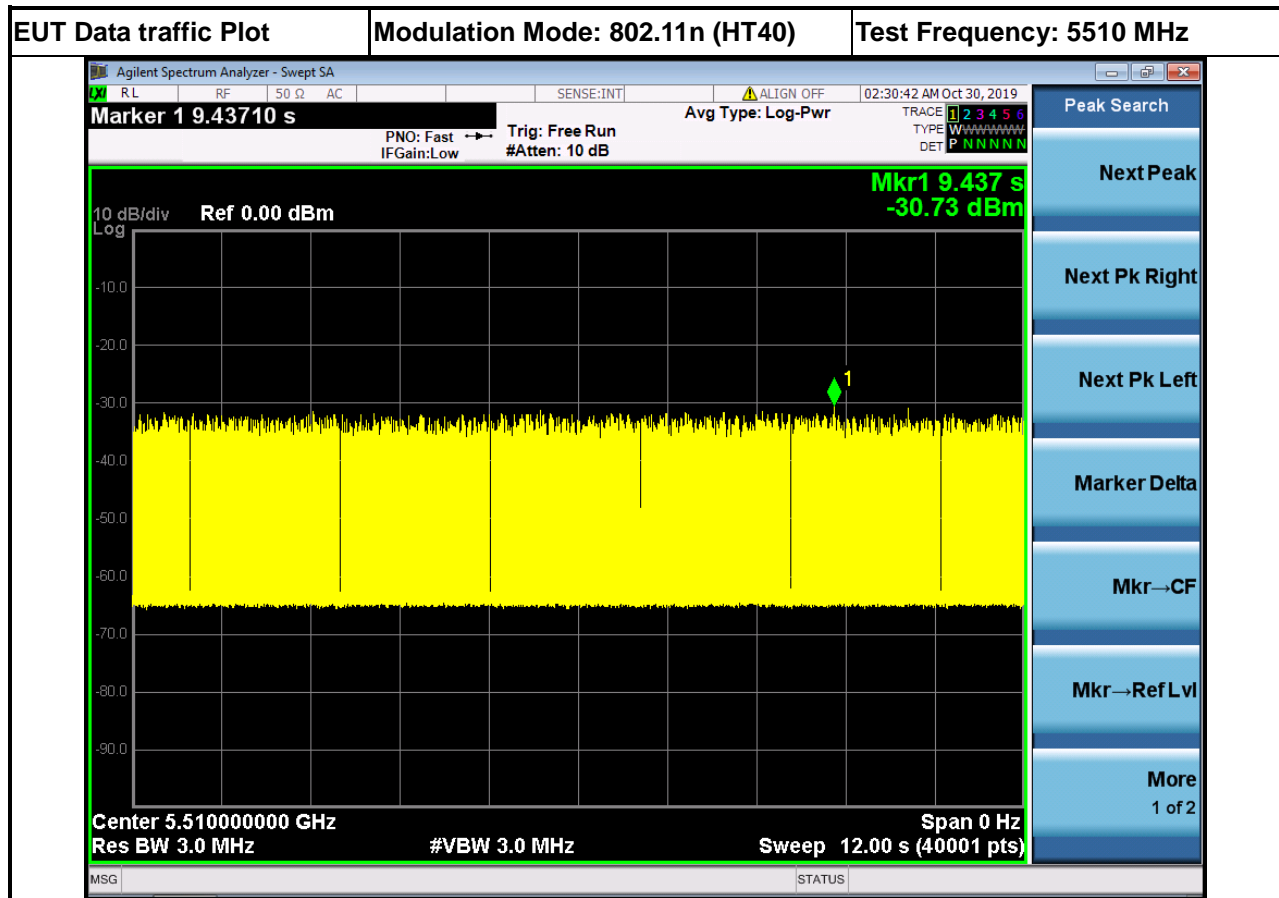 EUT Data traffic Plot
Modulation Mode: 802.11n (HT40)
Test Frequency: 5510 MHz
Agilent Spectrum Analyzer - Swept SA
LXI RL RF 50 Ω AC SENSE:INT ALIGN OFF 02:30:42 AM Oct 30, 2019
Marker 1 9.43710 s
PNO: Fast
IFGain:Low
Trig: Free Run
#Atten: 10 dB
Avg Type: Log-Pwr
TRACE 1 2 3 4 5 6
TYPE WWWWWW
DET P N N N N N
Mkr1 9.437 s
-30.73 dBm
10 dB/div Ref 0.00 dBm
Log
-10.0
-20.0
-30.0
-40.0
-50.0
-60.0
-70.0
-80.0
-90.0
1
Center 5.510000000 GHz
Span 0 Hz
Res BW 3.0 MHz
#VBW 3.0 MHz
Sweep 12.00 s (40001 pts)
MSG
STATUS
Peak Search
Next Peak
Next Pk Right
Next Pk Left
Marker Delta
Mkr→CF
Mkr→Ref Lvl
More
1 of 2